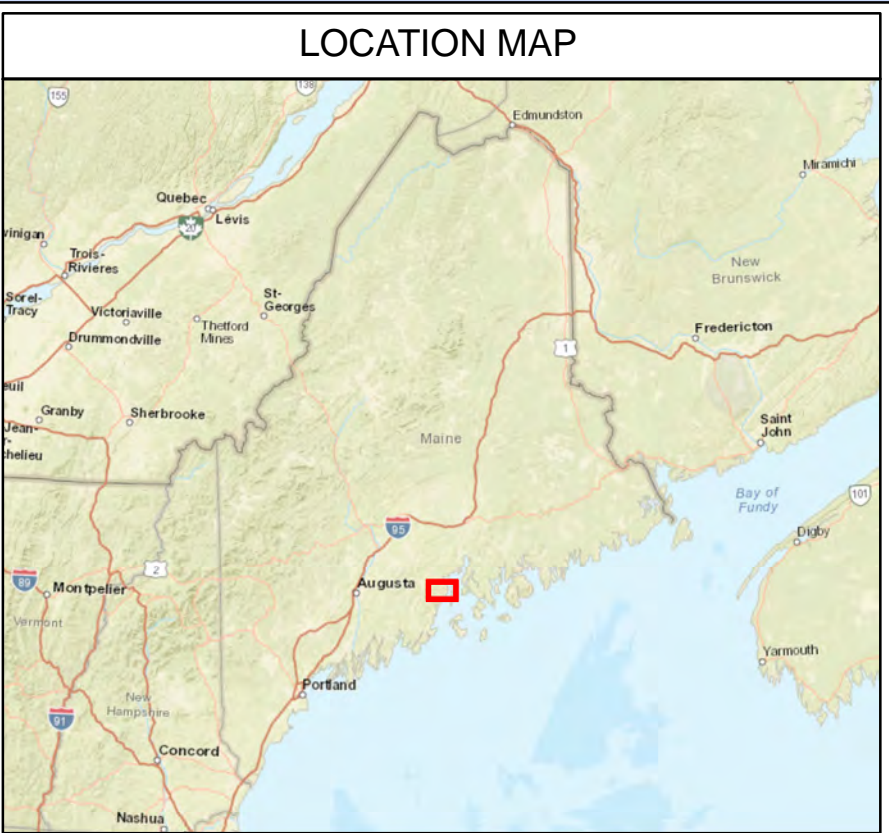 LOCATION MAP
155
138
Edmundston
Miramichi
Quebec
Lévis
20
vinigan
Trois-
Rivieres
New
Brunswick
Sorel-
Tracy
Victoriaville
St-
Georges
Thetford
Mines
Drummondville
Fredericton
1
euil
Granby
Sherbrooke
Jean-
r-
chelieu
Maine
Saint
John
Bay of
Fundy
101
95
Digby
2
89
Montpelier
Augusta
Vermont
Yarmouth
Portland
New
Hampshire
91
Concord
Nashua